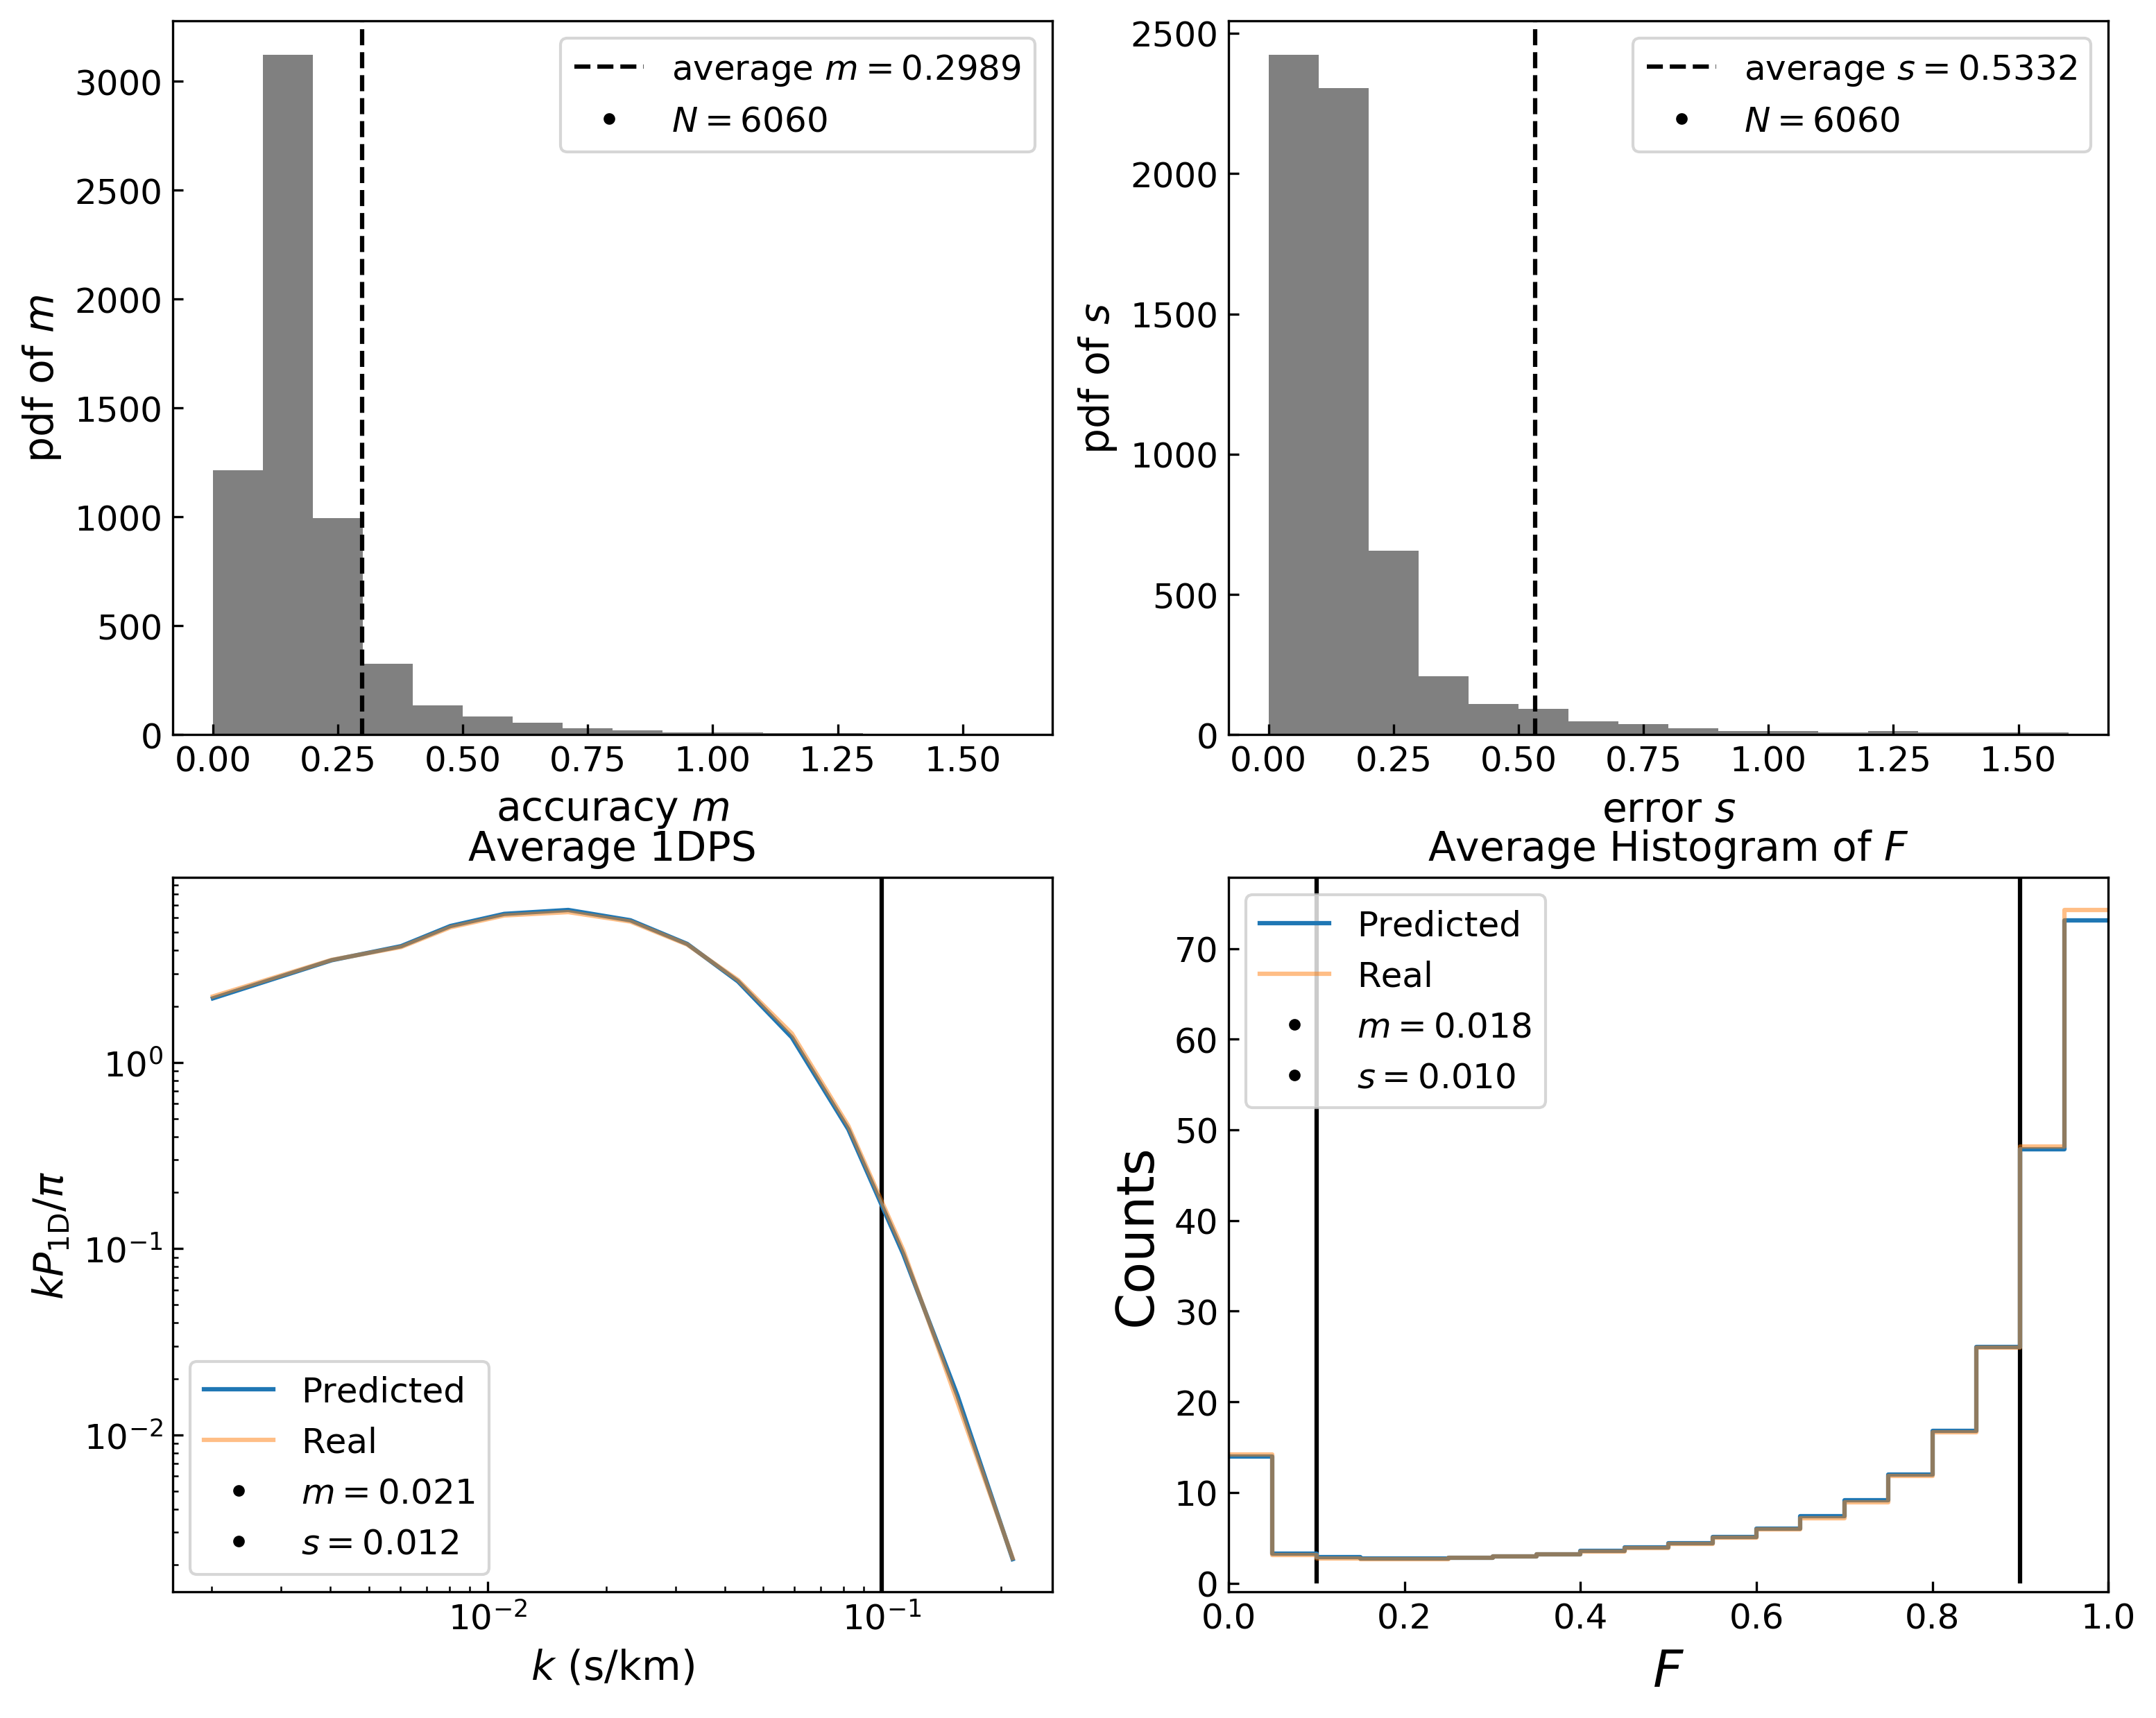 average m = 0.2989
N = 6060
3000
2500
2000
1500
1000
500
0
pdf of m
0.00 0.25 0.50 0.75 1.00 1.25 1.50
accuracy m
average s = 0.5332
N = 6060
2500
2000
1500
1000
500
0
pdf of s
0.00 0.25 0.50 0.75 1.00 1.25 1.50
error s
Average 1DPS
10⁰
10⁻¹
10⁻²
kP₁D/π
Predicted
Real
m = 0.021
s = 0.012
10⁻² 10⁻¹
k (s/km)
Average Histogram of F
Predicted
Real
m = 0.018
s = 0.010
70
60
50
40
30
20
10
0
Counts
0.0 0.2 0.4 0.6 0.8 1.0
F